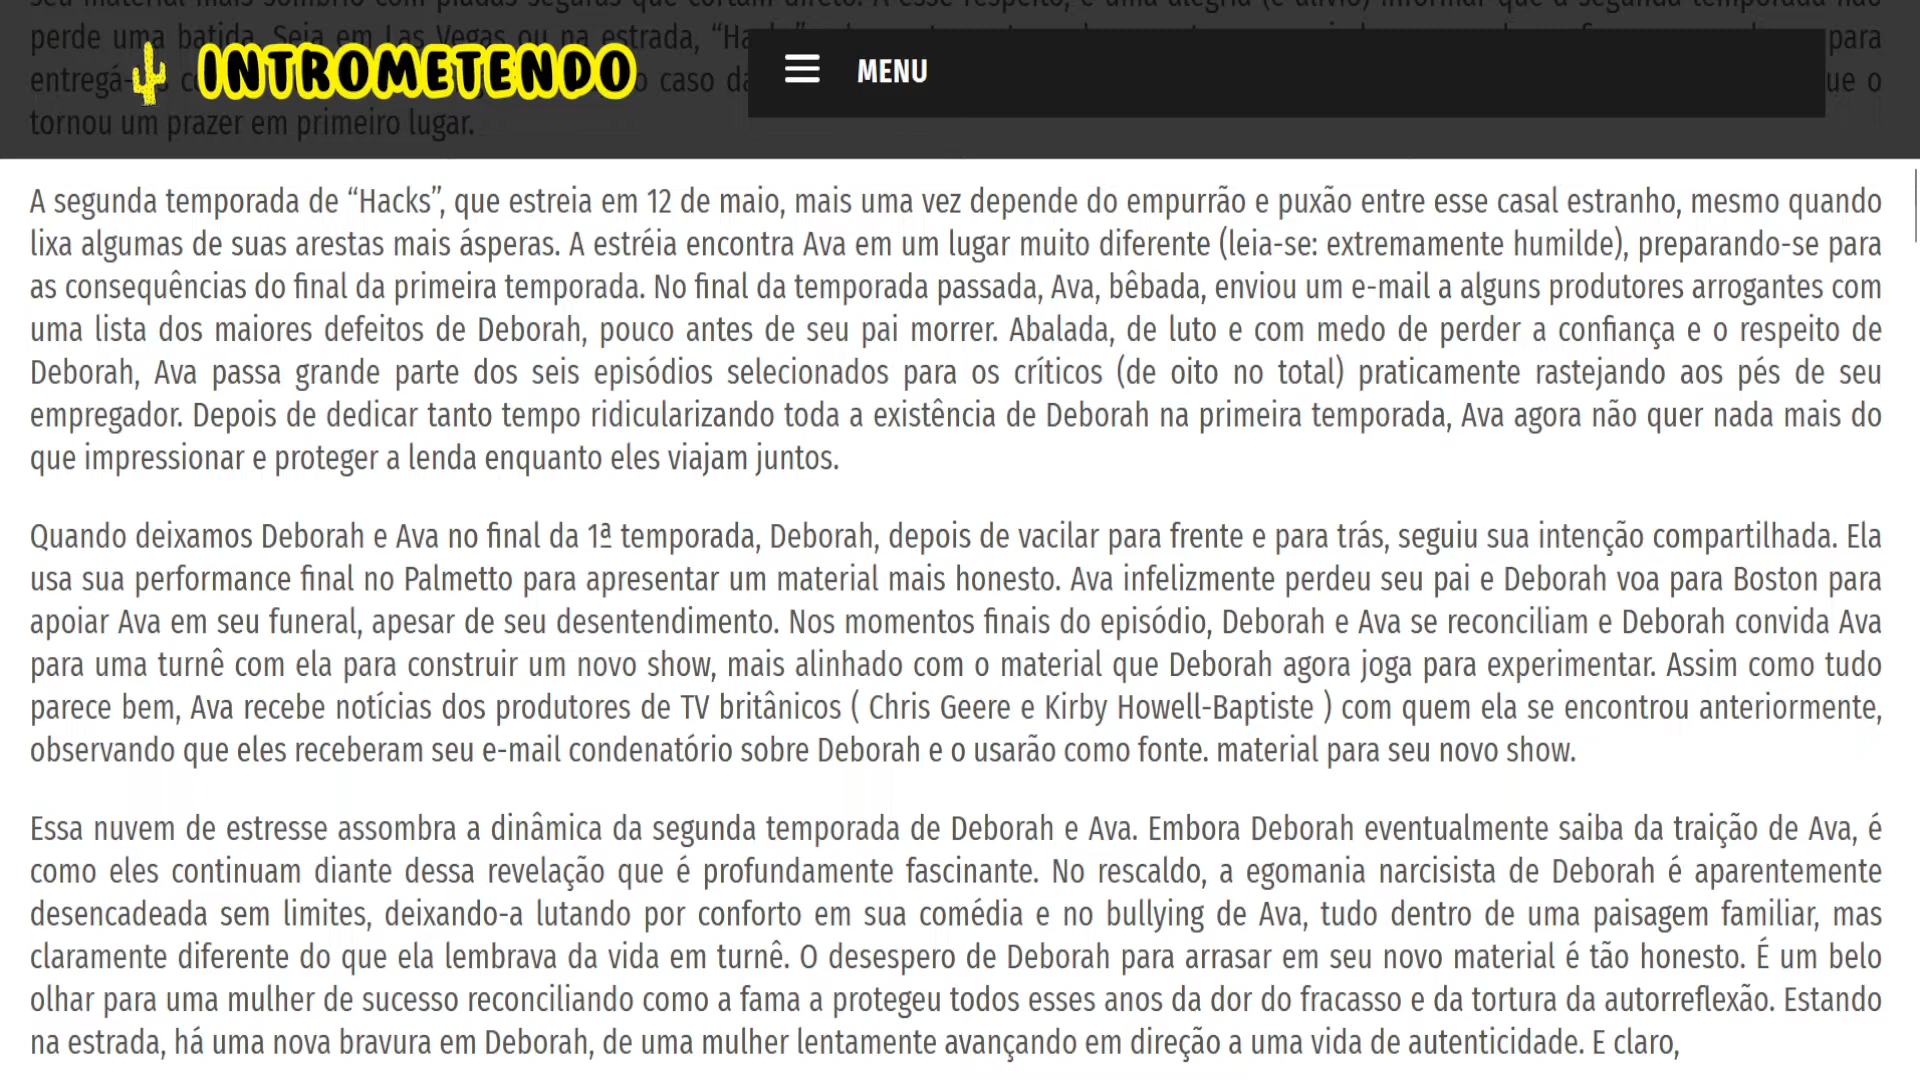 perde uma batida. Seja em Las Vegas ou na estrada, “Ha para
INTROMETENDO
MENU
entregá- o caso da ue o
tornou um prazer em primeiro lugar.
A segunda temporada de “Hacks”, que estreia em 12 de maio, mais uma vez depende do empurrão e puxão entre esse casal estranho, mesmo quando
lixa algumas de suas arestas mais ásperas. A estréia encontra Ava em um lugar muito diferente (leia-se: extremamente humilde), preparando-se para
as consequências do final da primeira temporada. No final da temporada passada, Ava, bêbada, enviou um e-mail a alguns produtores arrogantes com
uma lista dos maiores defeitos de Deborah, pouco antes de seu pai morrer. Abalada, de luto e com medo de perder a confiança e o respeito de
Deborah, Ava passa grande parte dos seis episódios selecionados para os críticos (de oito no total) praticamente rastejando aos pés de seu
empregador. Depois de dedicar tanto tempo ridicularizando toda a existência de Deborah na primeira temporada, Ava agora não quer nada mais do
que impressionar e proteger a lenda enquanto eles viajam juntos.
Quando deixamos Deborah e Ava no final da 1ª temporada, Deborah, depois de vacilar para frente e para trás, seguiu sua intenção compartilhada. Ela
usa sua performance final no Palmetto para apresentar um material mais honesto. Ava infelizmente perdeu seu pai e Deborah voa para Boston para
apoiar Ava em seu funeral, apesar de seu desentendimento. Nos momentos finais do episódio, Deborah e Ava se reconciliam e Deborah convida Ava
para uma turnê com ela para construir um novo show, mais alinhado com o material que Deborah agora joga para experimentar. Assim como tudo
parece bem, Ava recebe notícias dos produtores de TV britânicos ( Chris Geere e Kirby Howell-Baptiste ) com quem ela se encontrou anteriormente,
observando que eles receberam seu e-mail condenatório sobre Deborah e o usarão como fonte. material para seu novo show.
Essa nuvem de estresse assombra a dinâmica da segunda temporada de Deborah e Ava. Embora Deborah eventualmente saiba da traição de Ava, é
como eles continuam diante dessa revelação que é profundamente fascinante. No rescaldo, a egomania narcisista de Deborah é aparentemente
desencadeada sem limites, deixando-a lutando por conforto em sua comédia e no bullying de Ava, tudo dentro de uma paisagem familiar, mas
claramente diferente do que ela lembrava da vida em turnê. O desespero de Deborah para arrasar em seu novo material é tão honesto. É um belo
olhar para uma mulher de sucesso reconciliando como a fama a protegeu todos esses anos da dor do fracasso e da tortura da autorreflexão. Estando
na estrada, há uma nova bravura em Deborah, de uma mulher lentamente avançando em direção a uma vida de autenticidade. E claro,